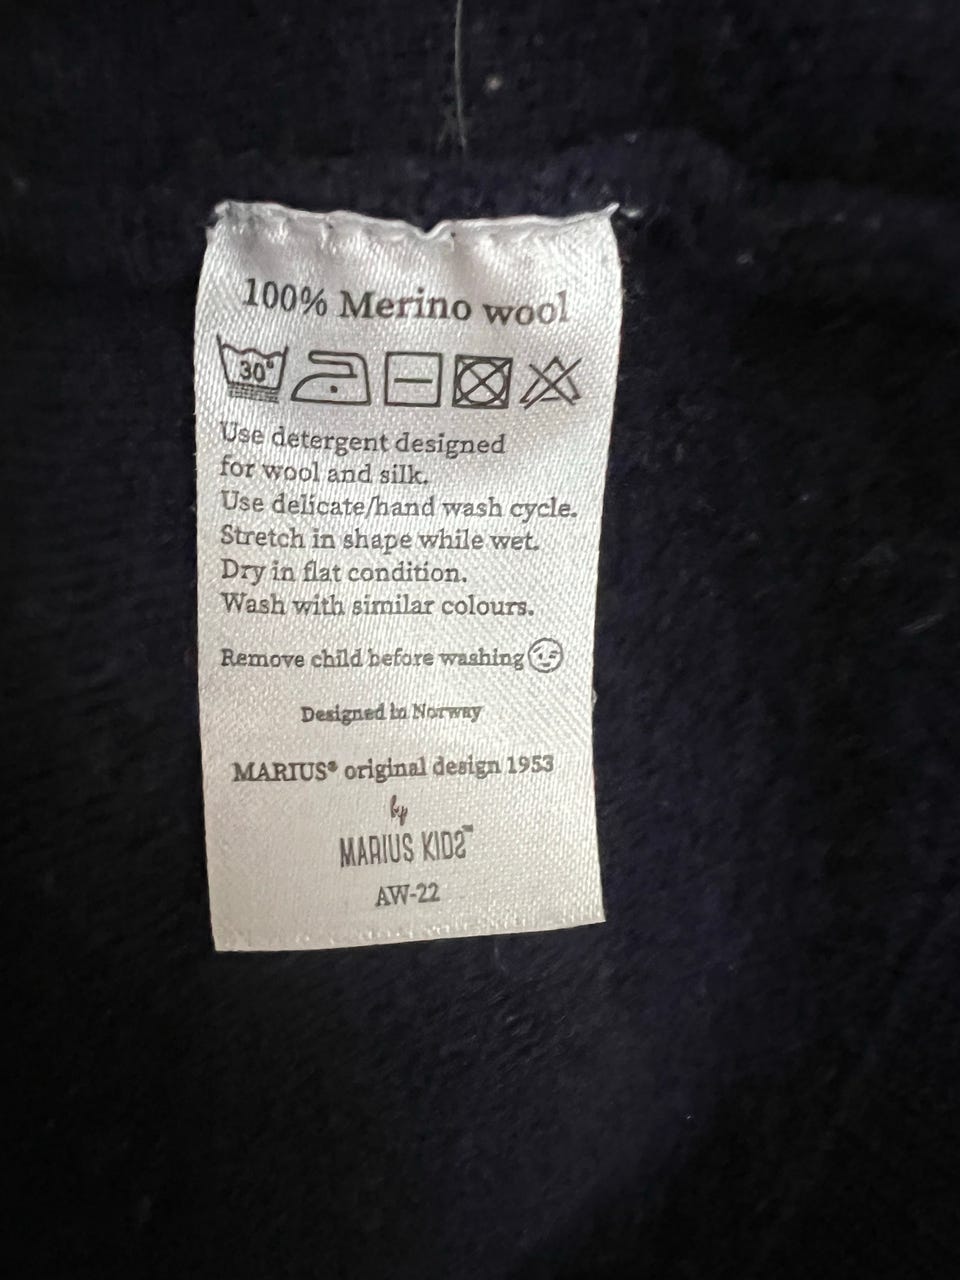 100% Merino wool
30°
Use detergent designed
for wool and silk.
Use delicate/hand wash cycle.
Stretch in shape while wet.
Dry in flat condition.
Wash with similar colours.
Remove child before washing
Designed in Norway
MARIUS® original design 1953
by
MARIUS KIDS™
AW-22